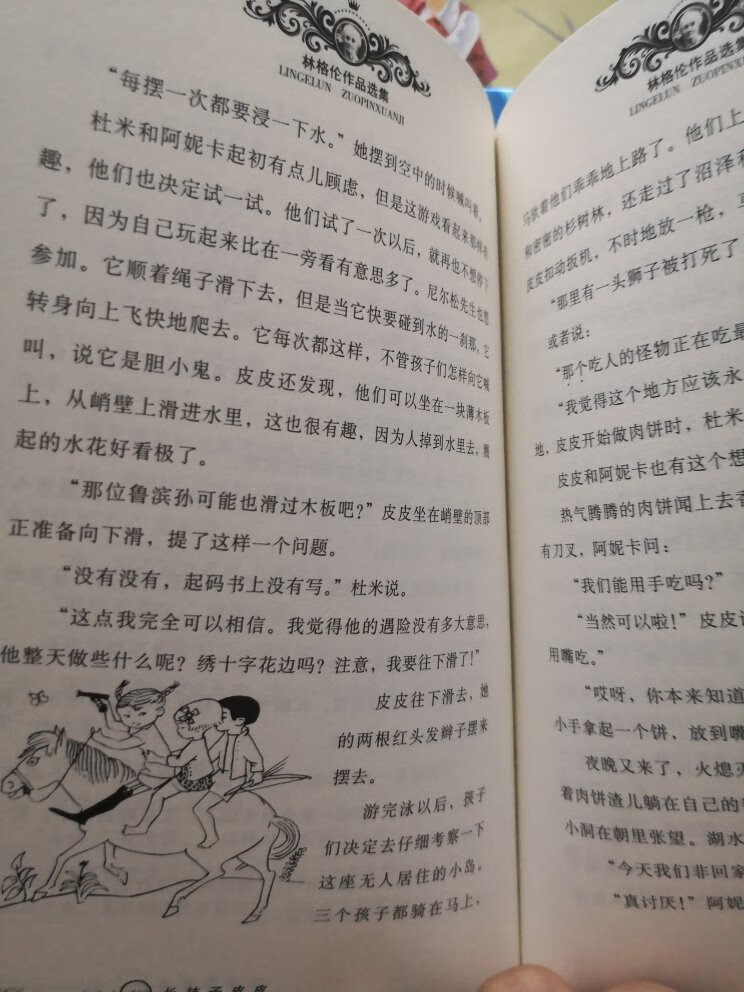 林格伦作品选集
LINGELUN ZUOPINXUANJI
“每摆一次都要浸一下水。”她摆到空中的时候喊叫着。
杜米和阿妮卡起初有点儿顾虑,但是这游戏看起来那样有
趣,他们也决定试一试。他们试了一次以后,就再也不想停下
了,因为自己玩起来比在一旁看有意思多了。尼尔松先生也想
参加。它顺着绳子滑下去,但是当它快要碰到水的一刹那,它
转身向上飞快地爬去。它每次都这样,不管孩子们怎样向它喊
叫,说它是胆小鬼。皮皮还发现,他们可以坐在一块薄木板
上,从峭壁上滑进水里,这也很有趣,因为人掉到水里去,溅
起的水花好看极了。
“那位鲁滨孙可能也滑过木板吧?”皮皮坐在峭壁的顶部
正准备向下滑,提了这样一个问题。
“没有没有,起码书上没有写。”杜米说。
“这点我完全可以相信。我觉得他的遇险没有多大意思,
他整天做些什么呢?绣十字花边吗?注意,我要往下滑了!”
皮皮往下滑去,她
的两根红头发辫子摆来
摆去。
游完泳以后,孩子
们决定去仔细考察一下
这座无人居住的小岛。
三个孩子都骑在马上,
长袜子皮皮
林格伦作品选集
LINGELUN ZUOPINXUANJI
马驮着他们乖乖地上路了。他们上
和密密的杉树林,还走过了沼泽
皮皮扣动扳机,不时地放一枪,
“那里有一头狮子被打死了
或者说:
“那个吃人的怪物正在吃最
“我觉得这个地方应该永
地,皮皮开始做肉饼时,杜米
皮皮和阿妮卡也有这个想
热气腾腾的肉饼闻上去香
有刀叉,阿妮卡问:
“我们能用手吃吗?”
“当然可以啦!”皮皮
用嘴吃。”
“哎呀,你本来知道
小手拿起一个饼,放到嘴
夜晚又来了,火熄灭
着肉饼渣儿躺在自己的
小洞在朝里张望。湖水
“今天我们非回家
“真讨厌!”阿妮